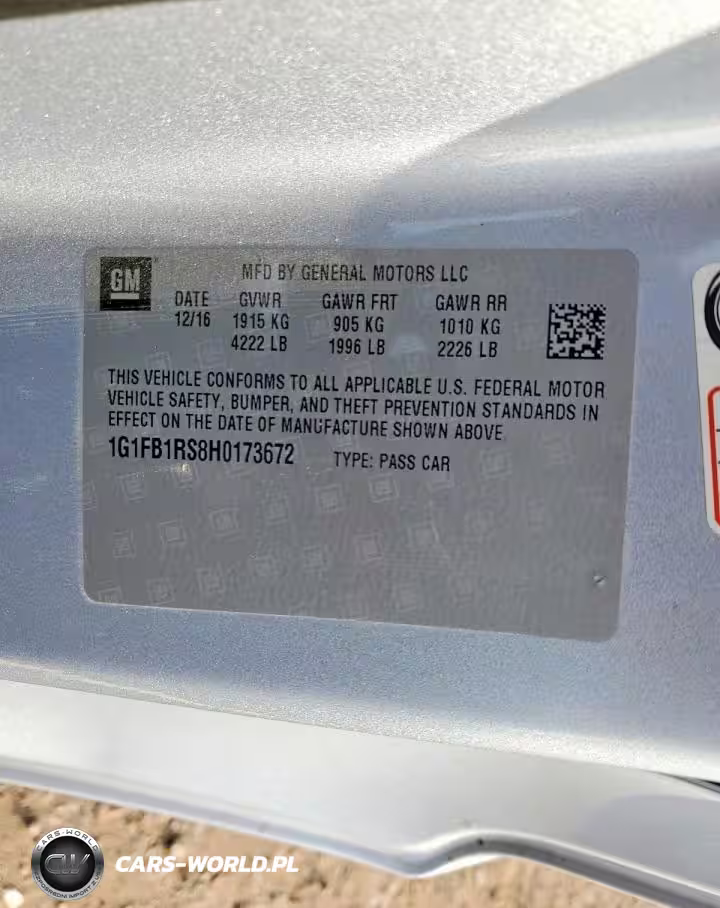 GM
MFD BY GENERAL MOTORS LLC
DATE GVWR GAWR FRT GAWR RR
12/16 1915 KG 905 KG 1010 KG
4222 LB 1996 LB 2226 LB
THIS VEHICLE CONFORMS TO ALL APPLICABLE U.S. FEDERAL MOTOR
VEHICLE SAFETY, BUMPER, AND THEFT PREVENTION STANDARDS IN
EFFECT ON THE DATE OF MANUFACTURE SHOWN ABOVE
1G1FB1RS8H0173672 TYPE: PASS CAR
CARS-WORLD
CW
CARS-WORLD.PL